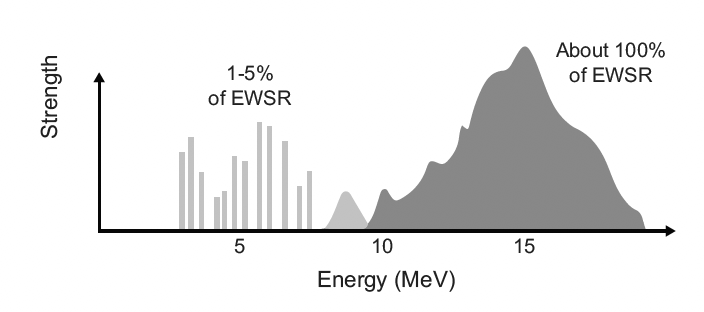 Strength
1-5%
of EWSR
About 100%
of EWSR
5
10
15
Energy (MeV)